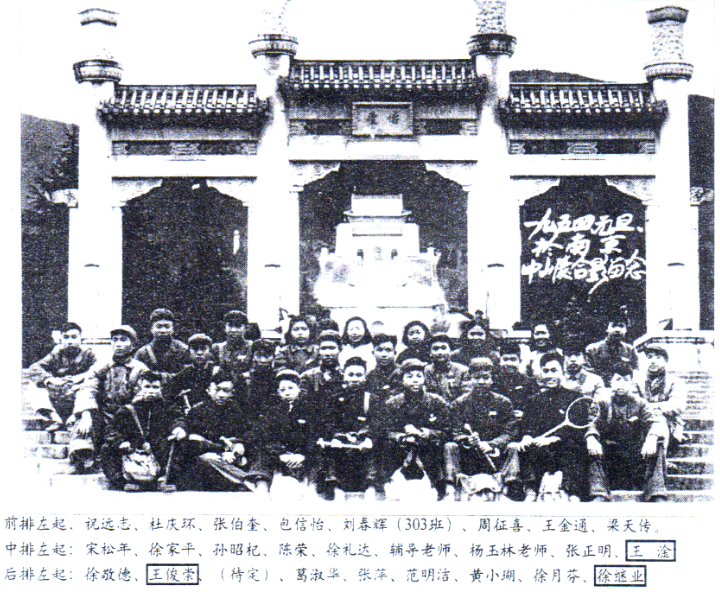 博愛
一九五四元旦、
於南京
中山陵合影留念
前排左起：祝远志、杜庆环、张伯奎、包信怡、刘春辉（303班）、周征喜、王金通、梁天传。
中排左起：宋松年、徐家平、孙昭杞、陈荣、徐礼达、辅导老师、杨玉林老师、张正明、王淦
后排左起：徐敬德、王俊崇、（待定）、葛淑华、张萍、范明洁、黄小瑚、徐月芬、徐继业